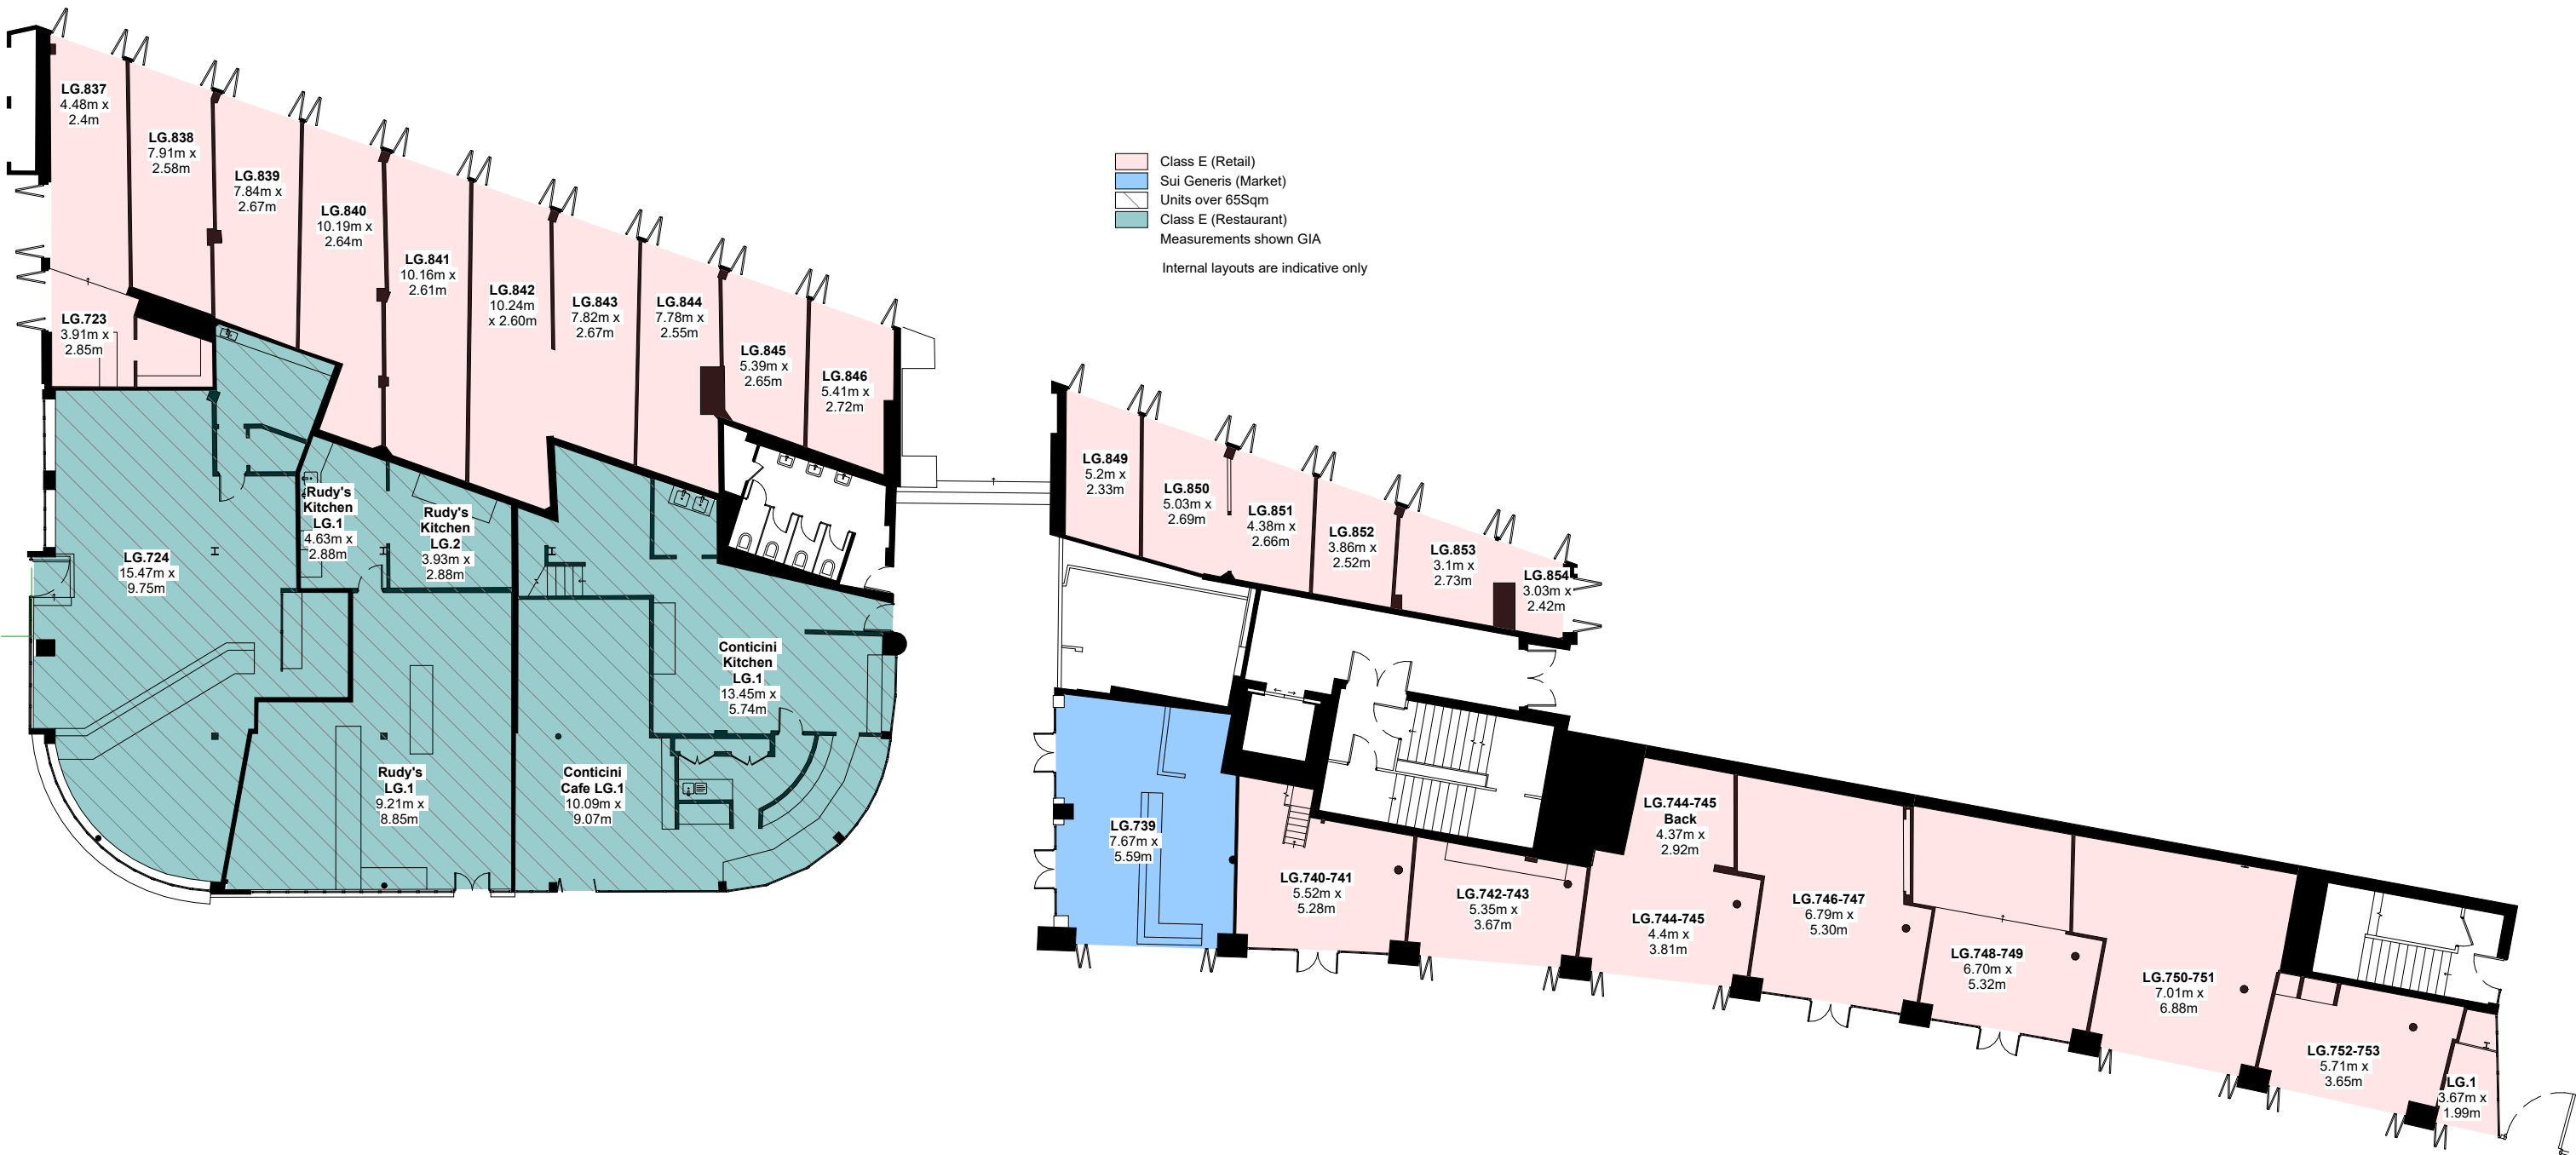 LG.837
4.48m x
2.4m
LG.838
7.91m x
2.58m
LG.839
7.84m x
2.67m
LG.840
10.19m x
2.64m
LG.841
10.16m x
2.61m
LG.842
10.24m
x 2.60m
LG.843
7.82m x
2.67m
LG.844
7.78m x
2.55m
LG.845
5.39m x
2.65m
LG.846
5.41m x
2.72m
LG.723
3.91m x
2.85m
LG.724
15.47m x
9.75m
Rudy's
Kitchen
LG.1
4.63m x
2.88m
Rudy's
Kitchen
LG.2
3.93m x
2.88m
Rudy's
LG.1
9.21m x
8.85m
Conticini
Cafe LG.1
10.09m x
9.07m
Conticini
Kitchen
LG.1
13.45m x
5.74m
Class E (Retail)
Sui Generis (Market)
Units over 65Sqm
Class E (Restaurant)
Measurements shown GIA
Internal layouts are indicative only
LG.849
5.2m x
2.33m
LG.850
5.03m x
2.69m
LG.851
4.38m x
2.66m
LG.852
3.86m x
2.52m
LG.853
3.1m x
2.73m
LG.854
3.03m x
2.42m
LG.739
7.67m x
5.59m
LG.740-741
5.52m x
5.28m
LG.742-743
5.35m x
3.67m
LG.744-745
Back
4.37m x
2.92m
LG.744-745
4.4m x
3.81m
LG.746-747
6.79m x
5.30m
LG.748-749
6.70m x
5.32m
LG.750-751
7.01m x
6.88m
LG.752-753
5.71m x
3.65m
LG.1
3.67m x
1.99m